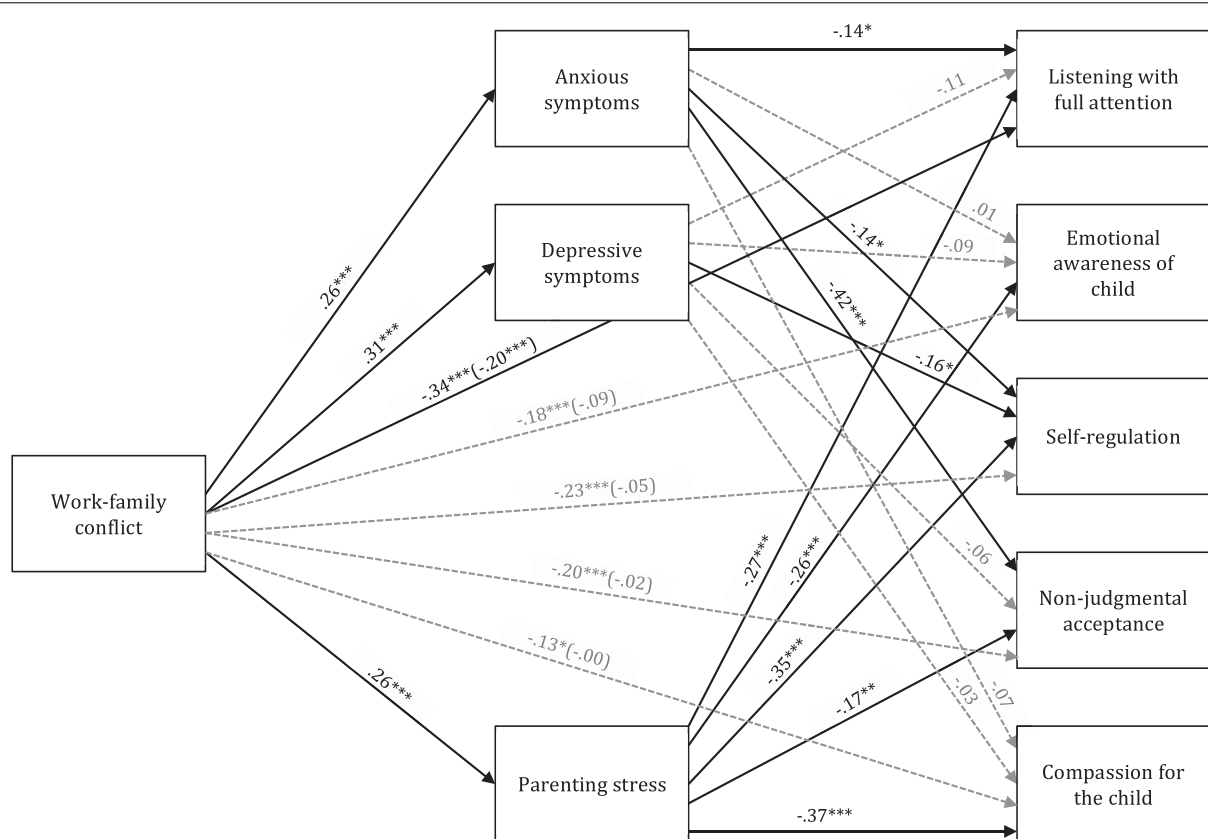 -.14*
Anxious
symptoms
Listening with
full attention
-.11
.01
Depressive
symptoms
Emotional
awareness of
child
-.14*
-.09
.26***
-.42***
.31***
-.34***(-.20***)
-.16*
-.18***(-.09)
Self-regulation
Work-family
conflict
-.23***(-.05)
-.27***
-.26***
-.06
-.20***(-.02)
Non-judgmental
acceptance
-.13*(-.00)
-.35***
.26***
-.17**
-.03
-.07
Parenting stress
Compassion for
the child
-.37***